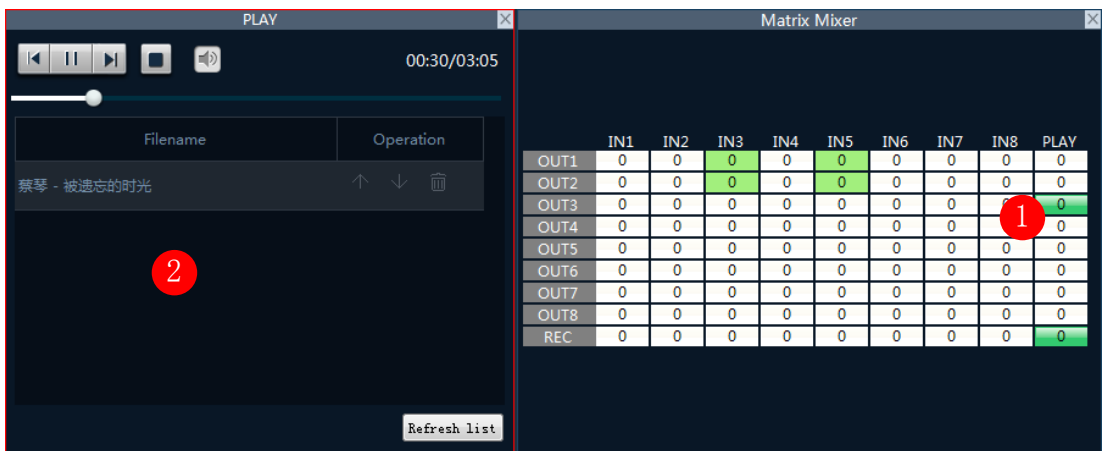 PLAY
00:30/03:05
Filename Operation
蔡琴 - 被遗忘的时光
2
Refresh list
Matrix Mixer
IN1 IN2 IN3 IN4 IN5 IN6 IN7 IN8 PLAY
OUT1 0 0 0 0 0 0 0 0 0
OUT2 0 0 0 0 0 0 0 0 0
OUT3 0 0 0 0 0 0 0 0 0
1
OUT4 0 0 0 0 0 0 0 0 0
OUT5 0 0 0 0 0 0 0 0 0
OUT6 0 0 0 0 0 0 0 0 0
OUT7 0 0 0 0 0 0 0 0 0
OUT8 0 0 0 0 0 0 0 0 0
REC 0 0 0 0 0 0 0 0 0